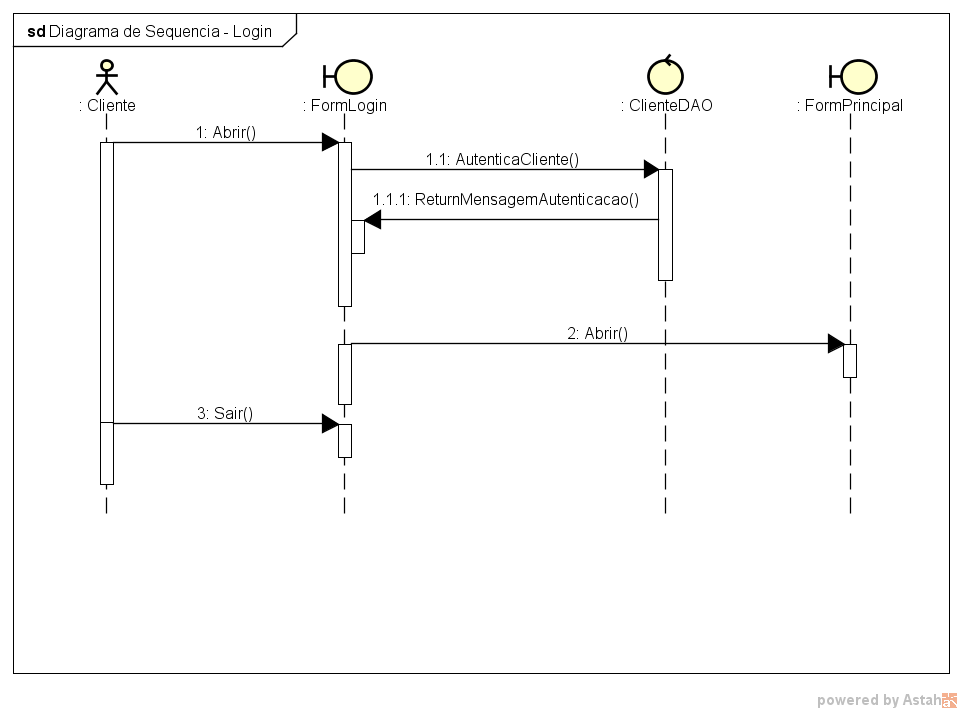 sd Diagrama de Sequencia - Login
: Cliente
: FormLogin
: ClienteDAO
: FormPrincipal
1: Abrir()
1.1: AutenticaCliente()
1.1.1: ReturnMensagemAutenticacao()
2: Abrir()
3: Sair()
powered by Astah